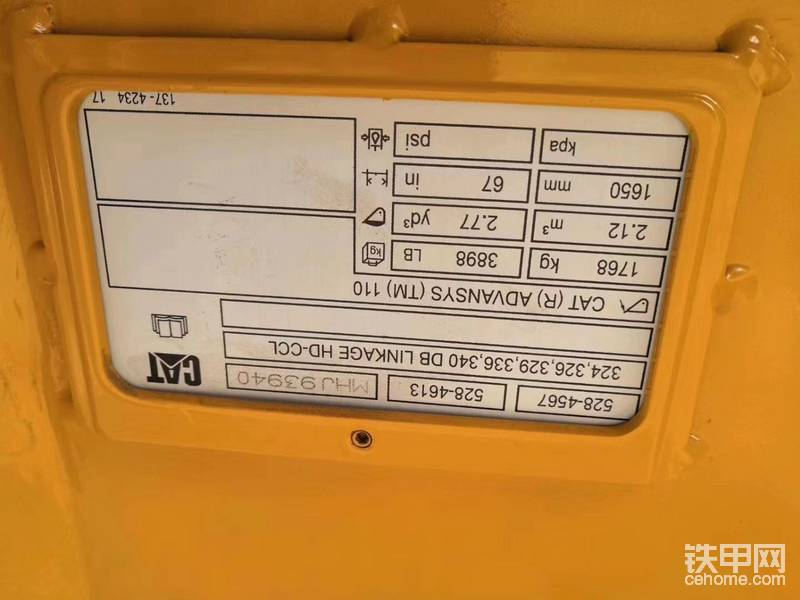 528-4567 528-4613 MHJ93940 CAT
324,326,329,336,340 DB LINKAGE HD-CCL
CAT (R) ADVANSYS (TM) 110
1768 kg 3898 LB kg
2.12 m³ 2.77 yd³
1650 mm 67 in
kpa psi
137-4234 17
铁甲网
cehome.com